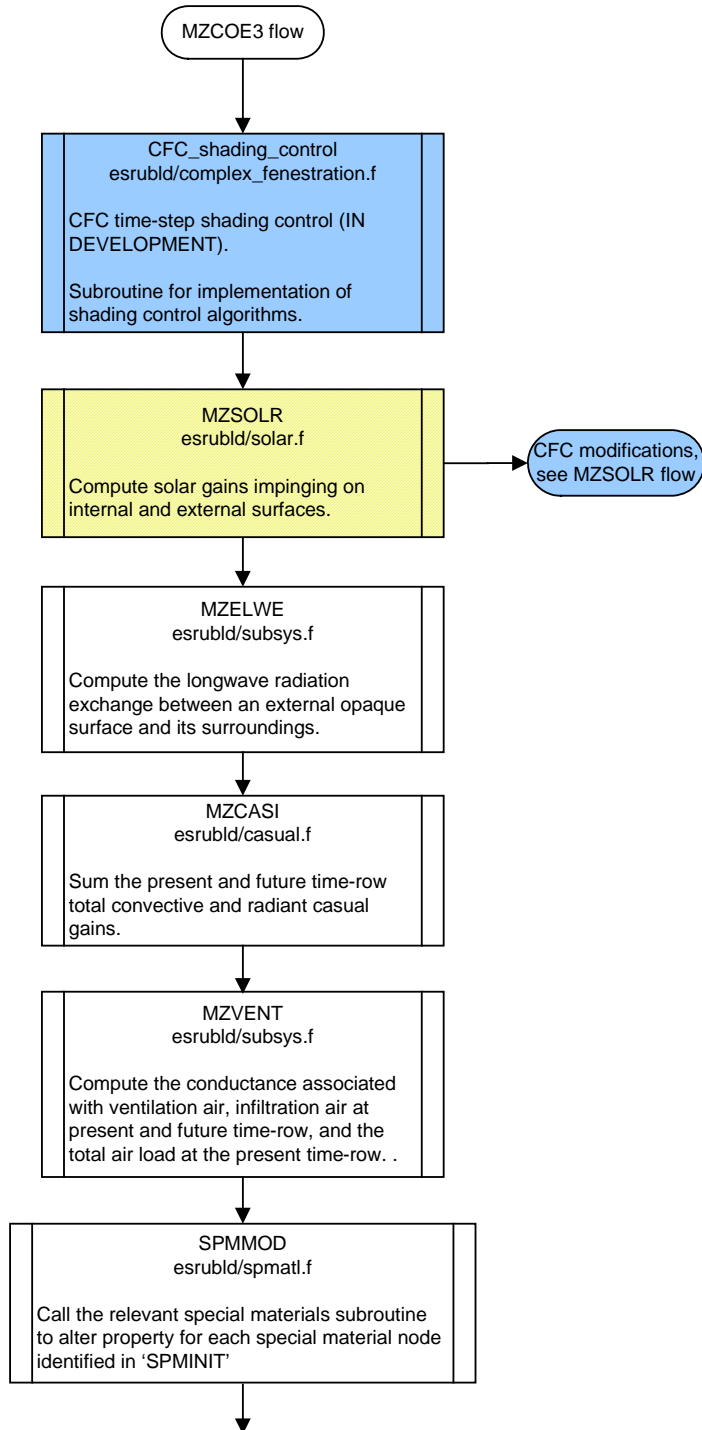 MZCOE3 flow
CFC_shading_control
esrubld/complex_fenestration.f
CFC time-step shading control (IN
DEVELOPMENT).
Subroutine for implementation of
shading control algorithms.
MZSOLR
esrubld/solar.f
Compute solar gains impinging on
internal and external surfaces.
CFC modifications,
see MZSOLR flow
MZELWE
esrubld/subsys.f
Compute the longwave radiation
exchange between an external opaque
surface and its surroundings.
MZCASI
esrubld/casual.f
Sum the present and future time-row
total convective and radiant casual
gains.
MZVENT
esrubld/subsys.f
Compute the conductance associated
with ventilation air, infiltration air at
present and future time-row, and the
total air load at the present time-row. .
SPMMOD
esrubld/spmatl.f
Call the relevant special materials subroutine
to alter property for each special material node
identified in ‘SPMINIT’